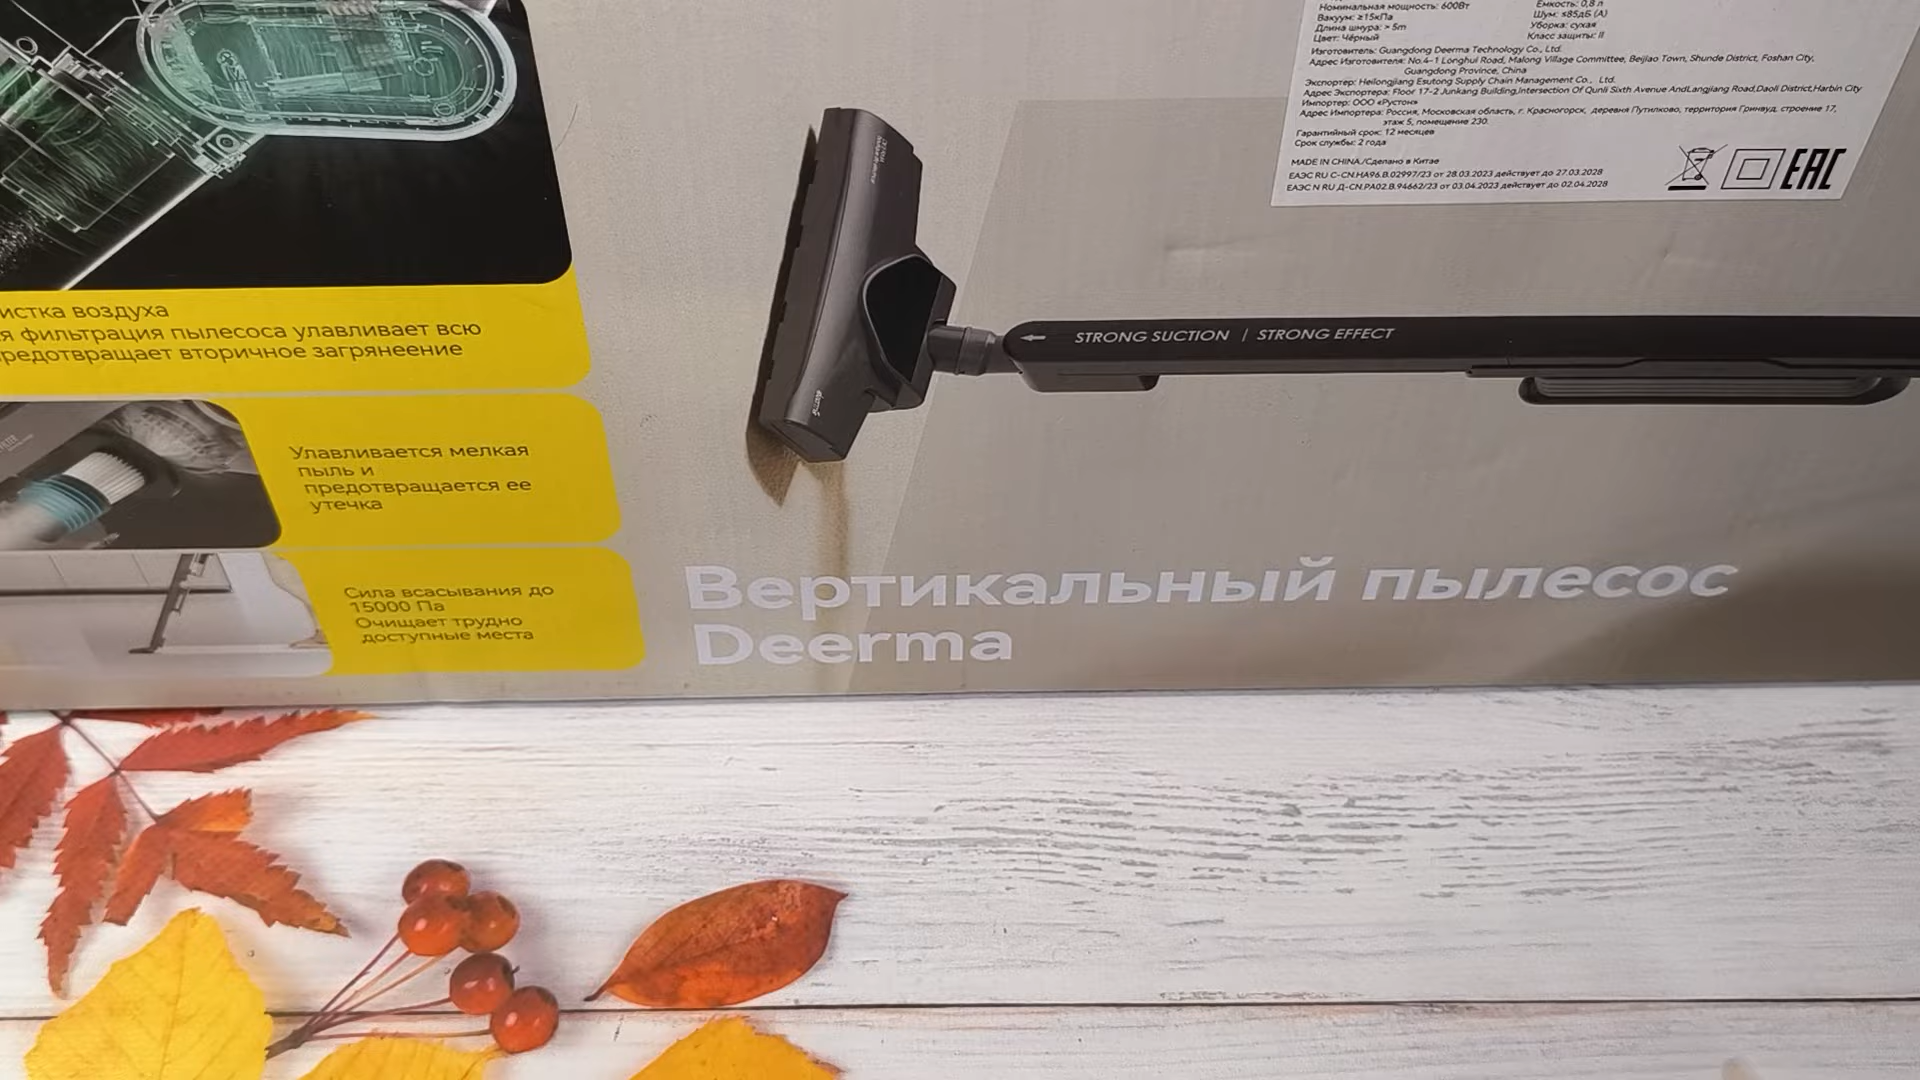 Номинальная мощность: 600Вт
Вакуум: ≥15кПа
Длина шнура: > 5m
Цвет: Чёрный
Емкость: 0,8 л
Шум: ≤85дБ (А)
Уборка: сухая
Класс защиты: II
Изготовитель: Guangdong Deerma Technology Co., Ltd.
Адрес Изготовителя: No.4-1 Longhui Road, Malong Village Committee, Beijiao Town, Shunde District, Foshan City,
Guangdong Province, China
Экспортер: Heilongjiang Esutong Supply Chain Management Co., Ltd.
Адрес Экспортера: Floor 17-2 Junkang Building,Intersection Of Qunli Sixth Avenue AndLangjiang Road,Daoli District,Harbin City
Импортер: ООО «Рустон»
Адрес Импортера: Россия, Московская область, г. Красногорск, деревня Путилково, территория Гринвуд, строение 17,
этаж 5, помещение 230.
Гарантийный срок: 12 месяцев
Срок службы: 2 года
MADE IN CHINA./Сделано в Китае
ЕАЭС RU C-CN.HA96.B.02997/23 от 28.03.2023 действует до 27.03.2028
ЕАЭС N RU Д-CN.PA02.B.94662/23 от 03.04.2023 действует до 02.04.2028
EAC
STRONG SUCTION | STRONG EFFECT
истка воздуха
я фильтрация пылесоса улавливает всю
редотвращает вторичное загрянеение
Улавливается мелкая
пыль и
предотвращается ее
утечка
Сила всасывания до
15000 Па
Очищает трудно
доступные места
Вертикальный пылесос
Deerma